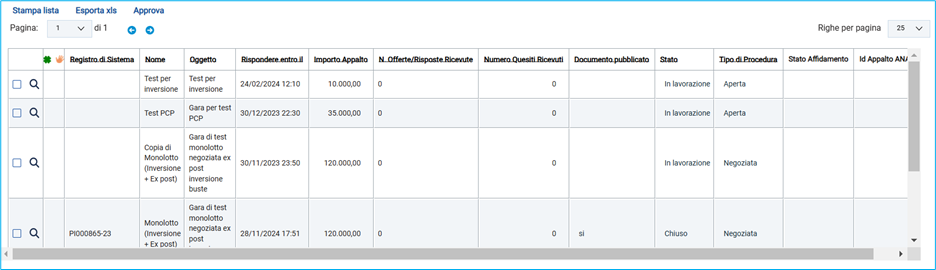 Stampa lista Esporta xls Approva
Pagina: 1 di 1 Righe per pagina 25
Registro.di.Sistema Nome Oggetto Rispondere.entro.il Importo.Appalto N..Offerte/Risposte.Ricevute Numero.Quesiti.Ricevuti Documento.pubblicato Stato Tipo.di.Procedura Stato Affidamento Id Appalto ANA
Test per Test per
inversione inversione 24/02/2024 12:10 10.000,00 0 0 In lavorazione Aperta
Test PCP Gara per test
PCP 30/12/2023 22:30 35.000,00 0 0 In lavorazione Aperta
Copia di
Monolotto
(Inversione
+ Ex post)
Gara di test
monolotto
negoziata ex
post
inversione
buste
30/11/2023 23:50 120.000,00 0 0 In lavorazione Negoziata
PI000865-23
Monolotto
(Inversione
+ Ex post)
Gara di test
monolotto
negoziata ex
post
28/11/2024 17:51 120.000,00 0 0 si Chiuso Negoziata